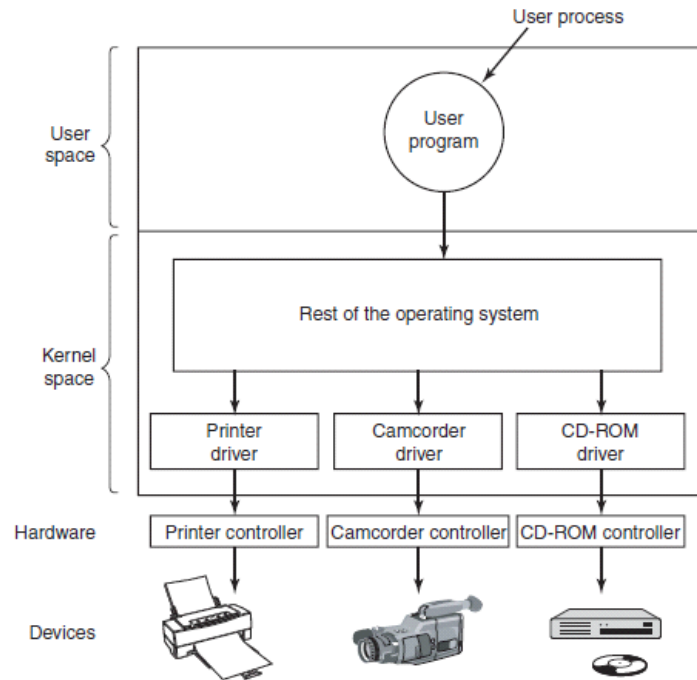 User process
User
program
User
space
Rest of the operating system
Kernel
space
Printer
driver
Camcorder
driver
CD-ROM
driver
Hardware
Printer controller
Camcorder controller
CD-ROM controller
Devices